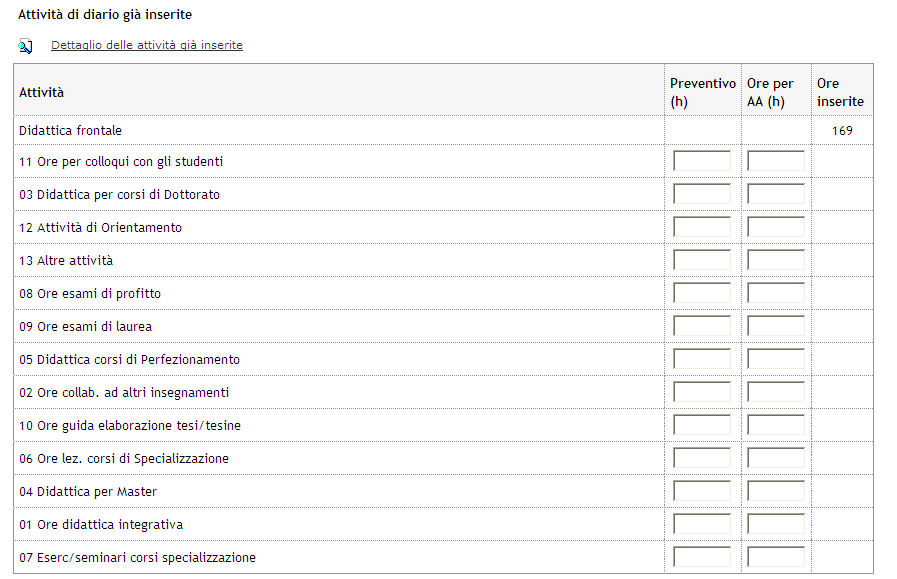 Attività di diario già inserite
Dettaglio delle attività già inserite
Attività Preventivo (h) Ore per AA (h) Ore inserite
Didattica frontale 169
11 Ore per colloqui con gli studenti
03 Didattica per corsi di Dottorato
12 Attività di Orientamento
13 Altre attività
08 Ore esami di profitto
09 Ore esami di laurea
05 Didattica corsi di Perfezionamento
02 Ore collab. ad altri insegnamenti
10 Ore guida elaborazione tesi/tesine
06 Ore lez. corsi di Specializzazione
04 Didattica per Master
01 Ore didattica integrativa
07 Eserc/seminari corsi specializzazione